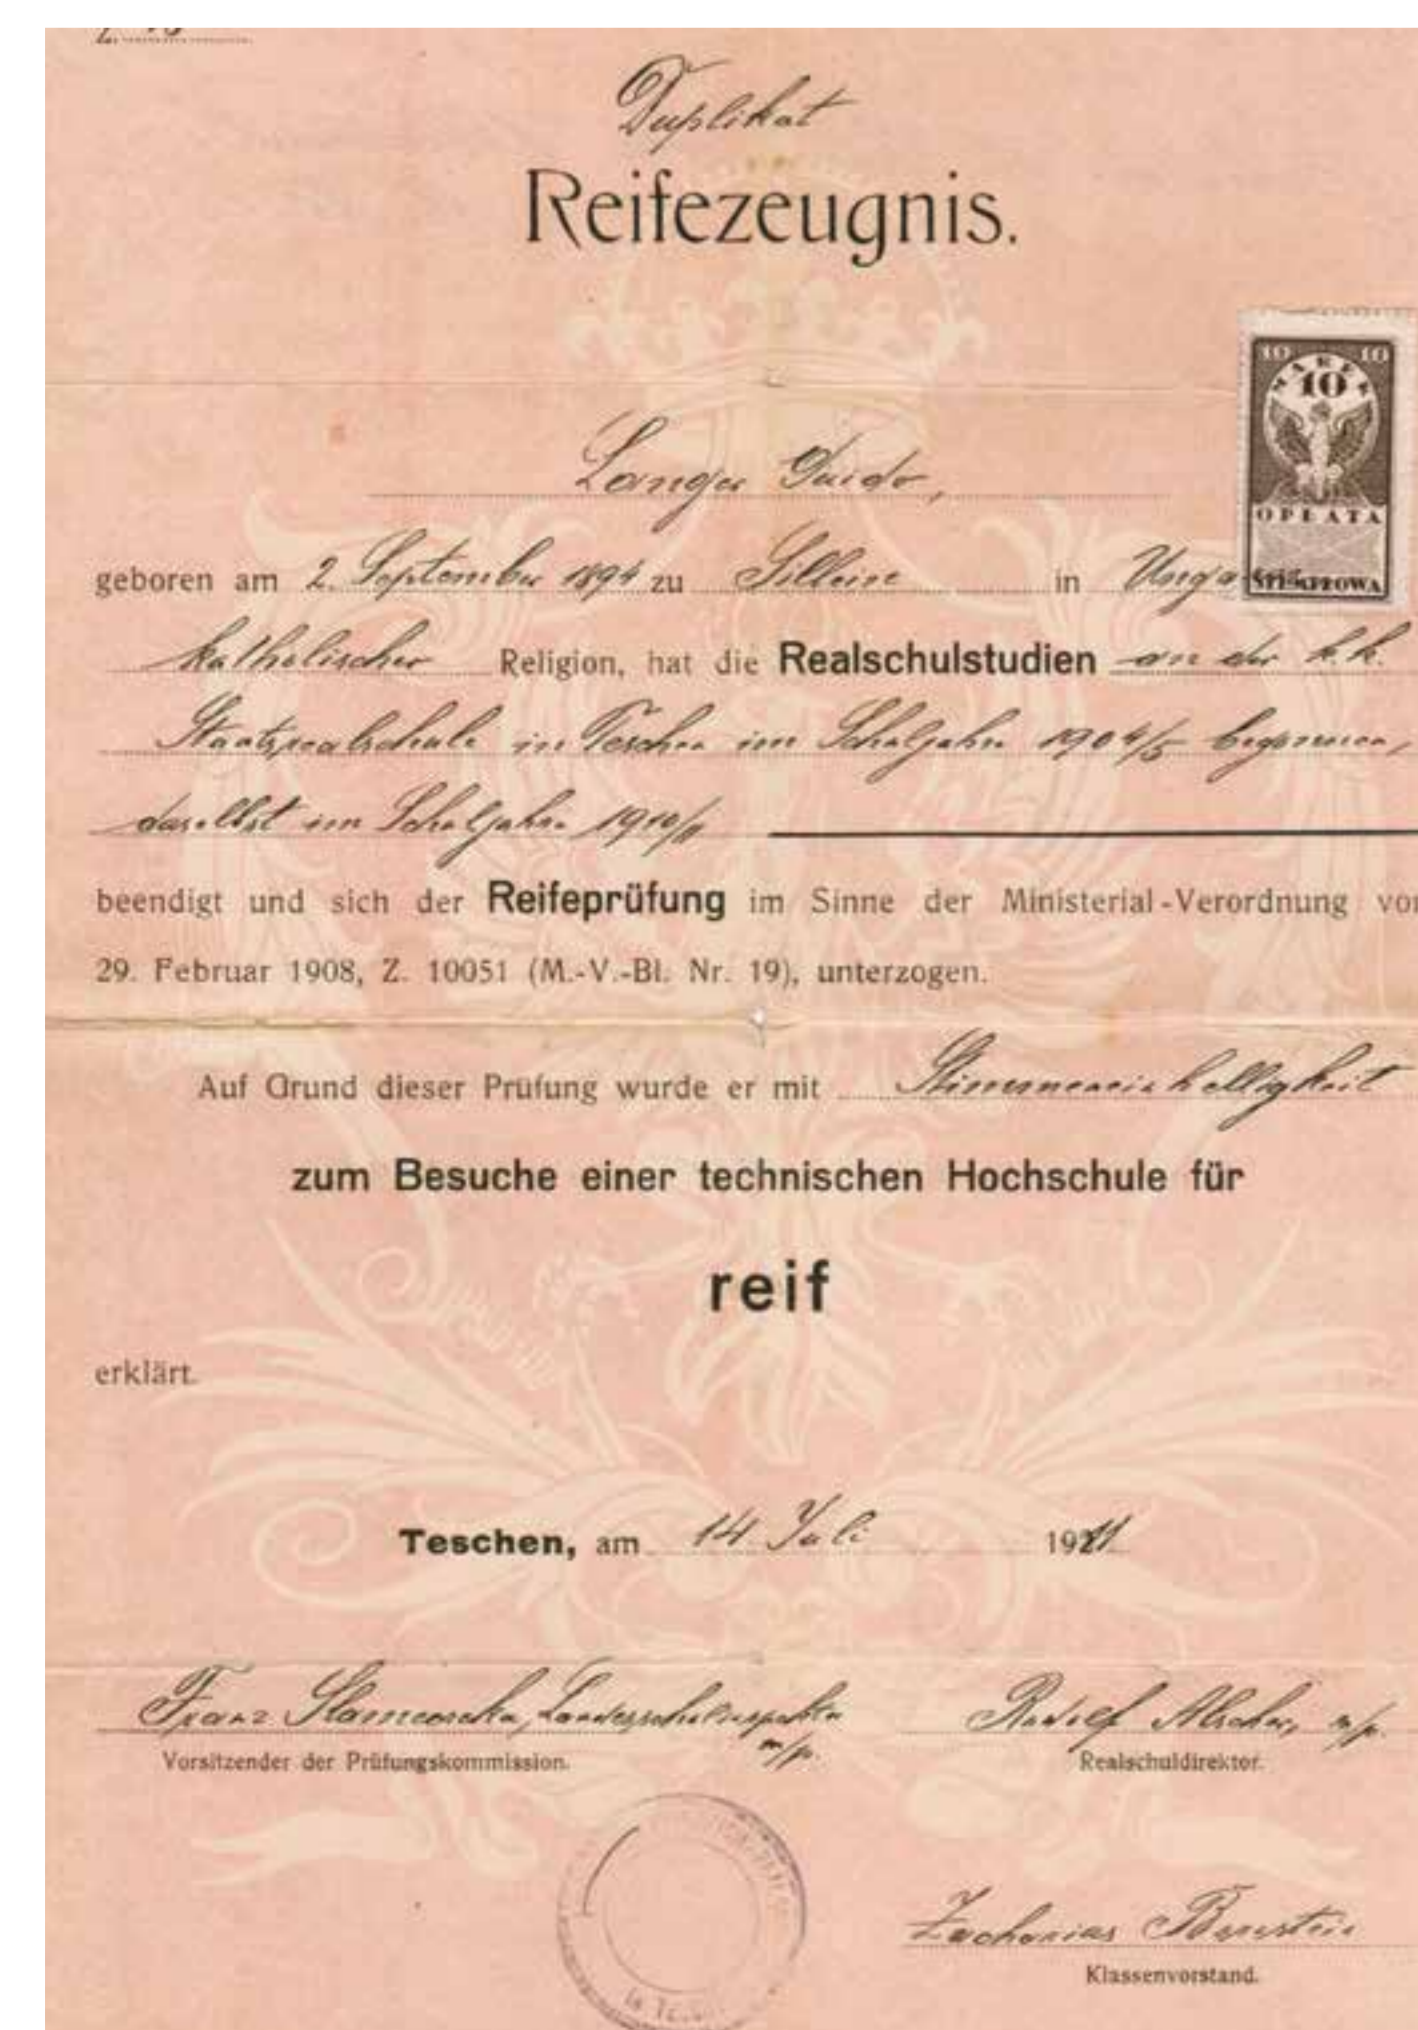 Duplikat
Reifezeugnis.
10 10
MAREK
10
OPŁATA
STEMPLOWA
Langer Guido,
geboren am 2. September 1894 zu Sillein in Ungarn
katholischer Religion, hat die Realschulstudien an der k.k.
Staatsrealschule in Teschen im Schuljahre 1904/5 begonnen,
daselbst im Schuljahre 1910/11
beendigt und sich der Reifeprüfung im Sinne der Ministerial-Verordnung vom
29. Februar 1908, Z. 10051 (M.-V.-Bl. Nr. 19), unterzogen.
Auf Grund dieser Prüfung wurde er mit Stimmeneinhelligkeit
zum Besuche einer technischen Hochschule für
reif
erklärt.
Teschen, am 14 Juli 1911
Franz Slameczka, Landesschulinspektor
m/p.
Rudolf Alscher, m/p.
Vorsitzender der Prüfungskommission.
Realschuldirektor.
Zacharias Bernstein
Klassenvorstand.